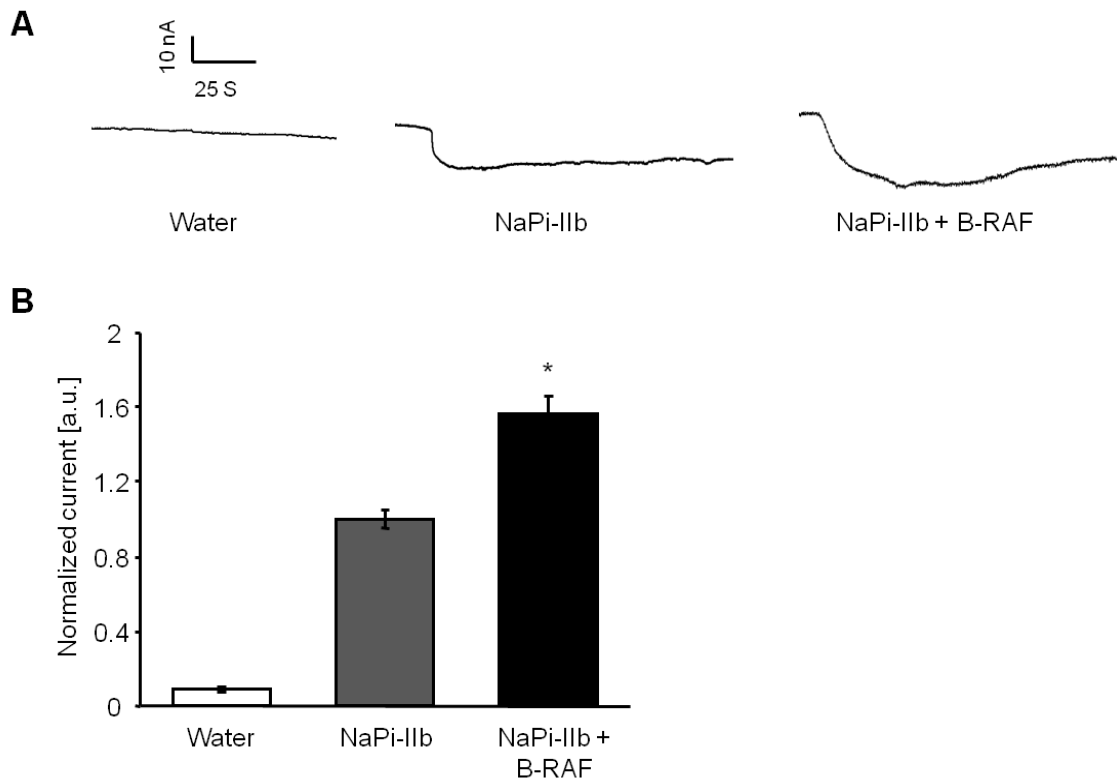 A
10 nA
25 S
Water
NaPi-IIb
NaPi-IIb + B-RAF
B
Normalized current [a.u.]
2
1.6
1.2
0.8
0.4
0
*
Water
NaPi-IIb
NaPi-IIb +
B-RAF